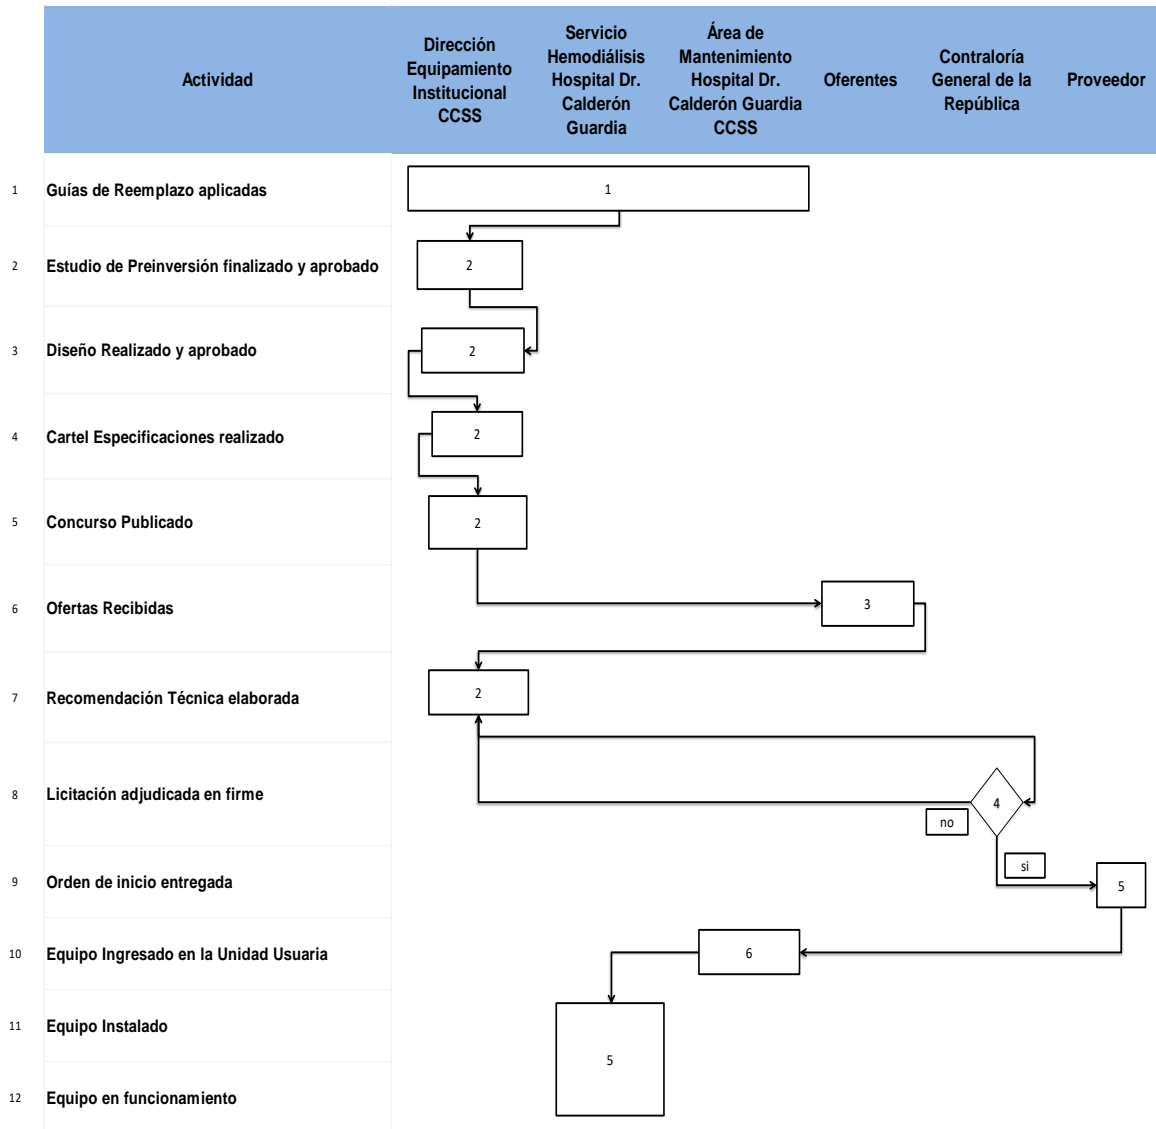 Actividad
Dirección
Equipamiento
Institucional
CCSS
Servicio
Hemodiálisis
Hospital Dr.
Calderón
Guardia
Área de
Mantenimiento
Hospital Dr.
Calderón Guardia
CCSS
Oferentes
Contraloría
General de la
República
Proveedor
1 Guías de Reemplazo aplicadas 1
2 Estudio de Preinversión finalizado y aprobado 2
3 Diseño Realizado y aprobado 2
4 Cartel Especificaciones realizado 2
5 Concurso Publicado 2
6 Ofertas Recibidas 3
7 Recomendación Técnica elaborada 2
8 Licitación adjudicada en firme 4
no
si
9 Orden de inicio entregada 5
10 Equipo Ingresado en la Unidad Usuaria 6
11 Equipo Instalado
5
12 Equipo en funcionamiento